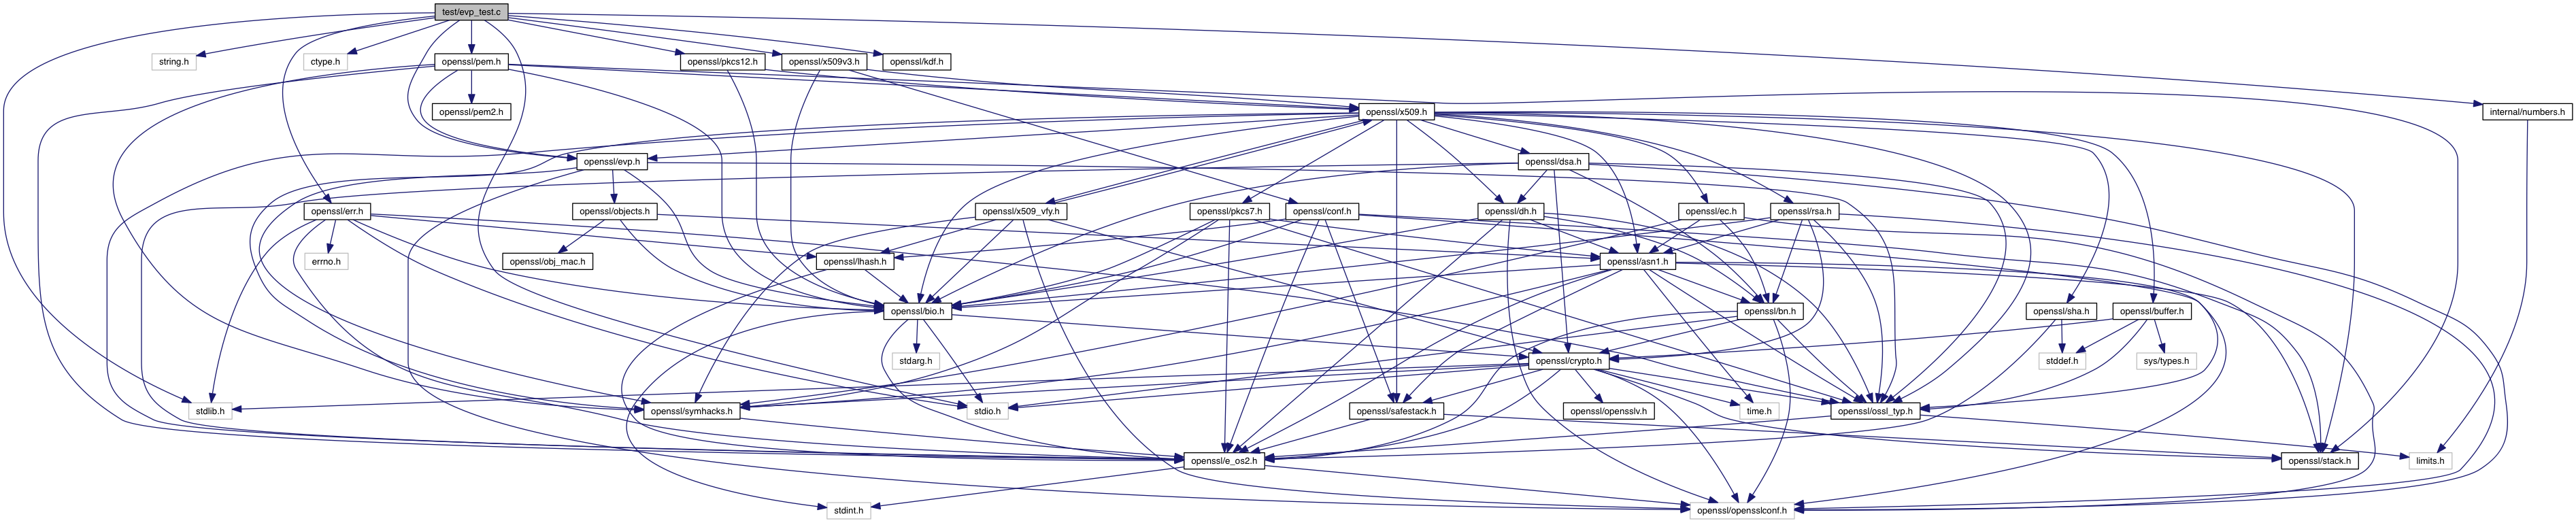 test/evp_test.c
string.h
ctype.h
openssl/pem.h
openssl/pkcs12.h
openssl/x509v3.h
openssl/kdf.h
openssl/pem2.h
openssl/x509.h
internal/numbers.h
openssl/evp.h
openssl/dsa.h
openssl/err.h
openssl/objects.h
openssl/x509_vfy.h
openssl/pkcs7.h
openssl/conf.h
openssl/dh.h
openssl/ec.h
openssl/rsa.h
errno.h
openssl/obj_mac.h
openssl/lhash.h
openssl/asn1.h
openssl/bio.h
openssl/bn.h
openssl/sha.h
openssl/buffer.h
stdarg.h
openssl/crypto.h
stddef.h
sys/types.h
stdlib.h
openssl/symhacks.h
stdio.h
openssl/safestack.h
openssl/opensslv.h
time.h
openssl/ossl_typ.h
openssl/e_os2.h
openssl/stack.h
limits.h
stdint.h
openssl/opensslconf.h